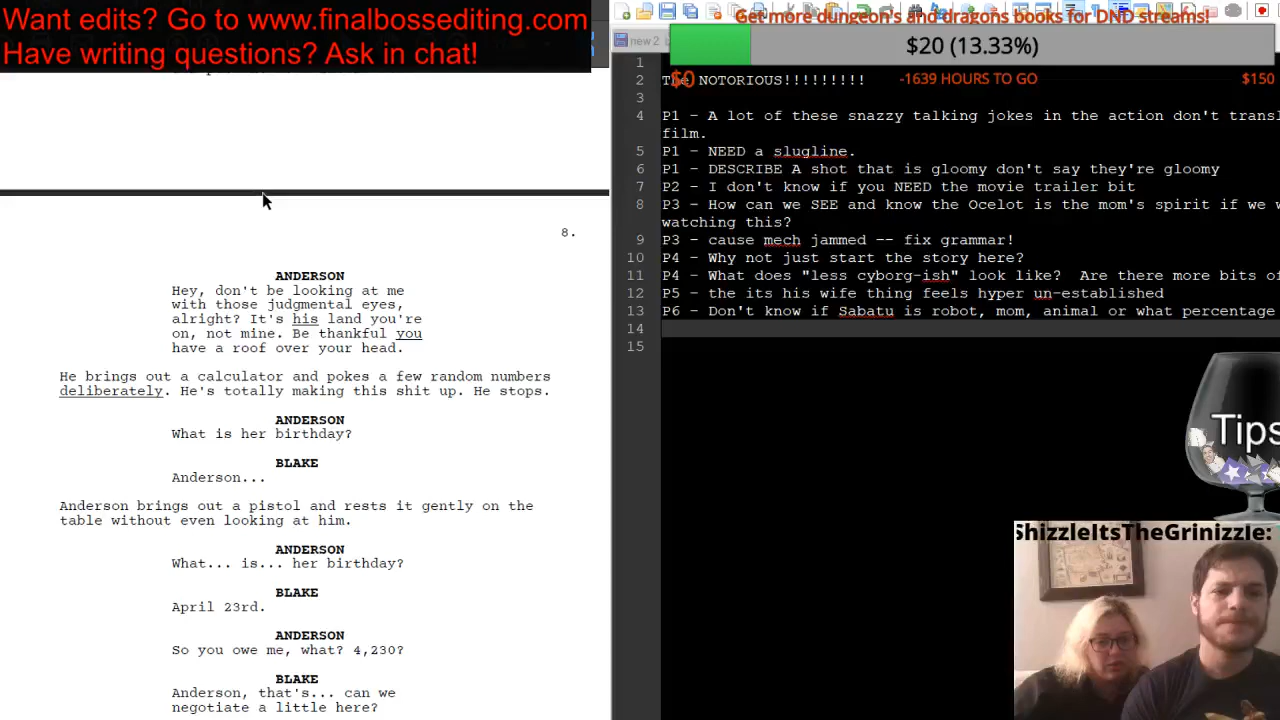 Want edits? Go to www.finalbossediting.com
Have writing questions? Ask in chat!
8.
ANDERSON
Hey, don't be looking at me
with those judgmental eyes,
alright? It's his land you're
on, not mine. Be thankful you
have a roof over your head.
He brings out a calculator and pokes a few random numbers
deliberately. He's totally making this shit up. He stops.
ANDERSON
What is her birthday?
BLAKE
Anderson...
Anderson brings out a pistol and rests it gently on the
table without even looking at him.
ANDERSON
What... is... her birthday?
BLAKE
April 23rd.
ANDERSON
So you owe me, what? 4,230?
BLAKE
Anderson, that's... can we
negotiate a little here?
Get more dungeon's and dragons books for DND streams!
new 2
$20 (13.33%)
$0
-1639 HOURS TO GO
$150
1
2 The NOTORIOUS!!!!!!!!!
3
4 P1 - A lot of these snazzy talking jokes in the action don't transl
film.
5 P1 - NEED a slugline.
6 P1 - DESCRIBE A shot that is gloomy don't say they're gloomy
7 P2 - I don't know if you NEED the movie trailer bit
8 P3 - How can we SEE and know the Ocelot is the mom's spirit if we w
watching this?
9 P3 - cause mech jammed -- fix grammar!
10 P4 - Why not just start the story here?
11 P4 - What does "less cyborg-ish" look like? Are there more bits of
12 P5 - the its his wife thing feels hyper un-established
13 P6 - Don't know if Sabatu is robot, mom, animal or what percentage
14
15
Tips
ShizzleItsTheGrinizzle: